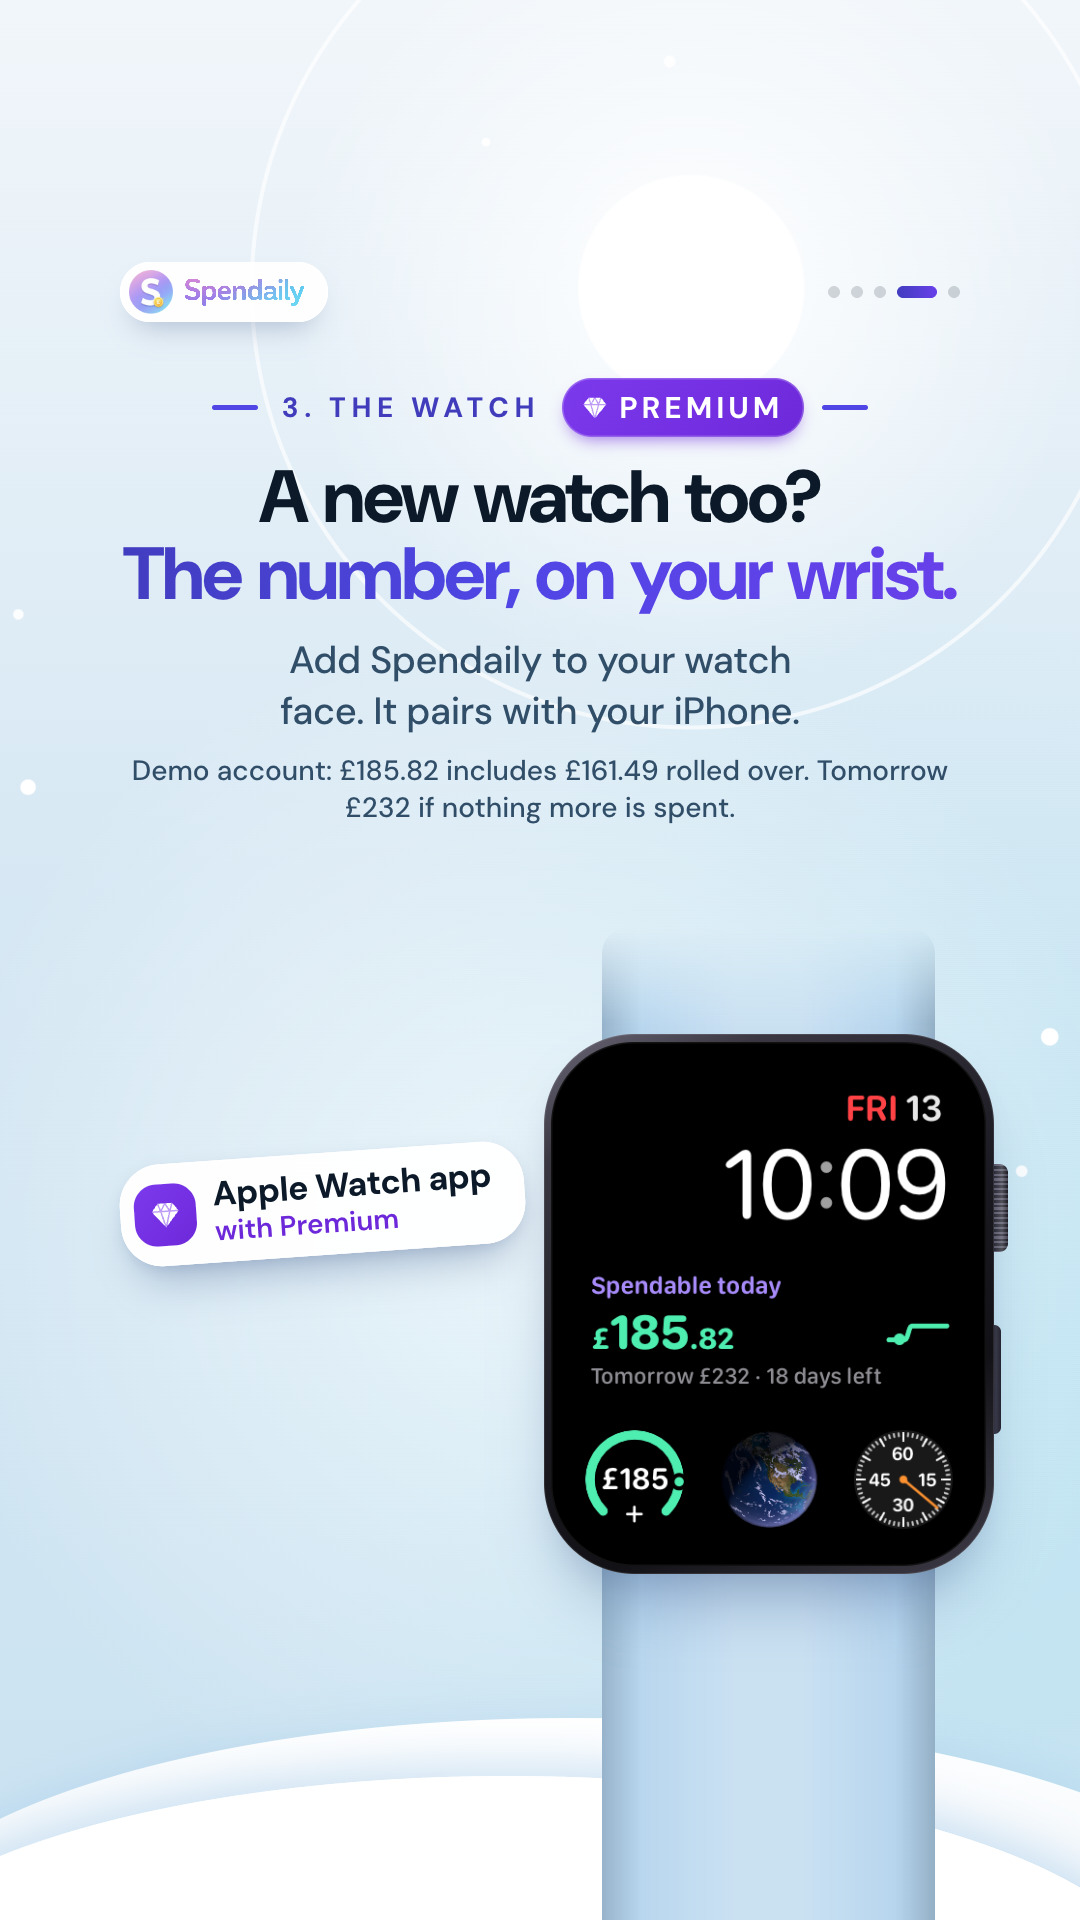 Spendaily
3. THE WATCH
PREMIUM
A new watch too?
The number, on your wrist.
Add Spendaily to your watch
face. It pairs with your iPhone.
Demo account: £185.82 includes £161.49 rolled over. Tomorrow
£232 if nothing more is spent.
Apple Watch app
with Premium
FRI 13
10:09
Spendable today
£185.82
Tomorrow £232 · 18 days left
£185
+
60
45 15
30